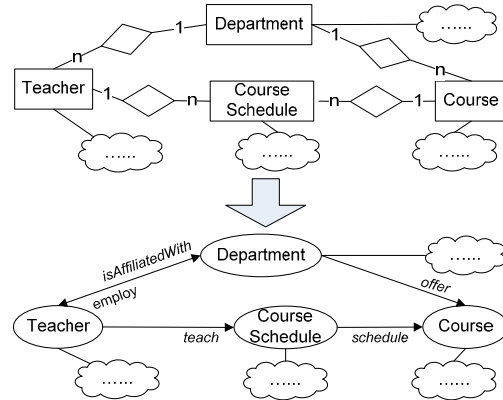 Department
......
1
1
n
n
Teacher
1
n
Course
Schedule
n
1
Course
......
......
......
isAffiliatedWith
employ
Department
......
offer
Teacher
teach
Course
Schedule
schedule
Course
......
......
......